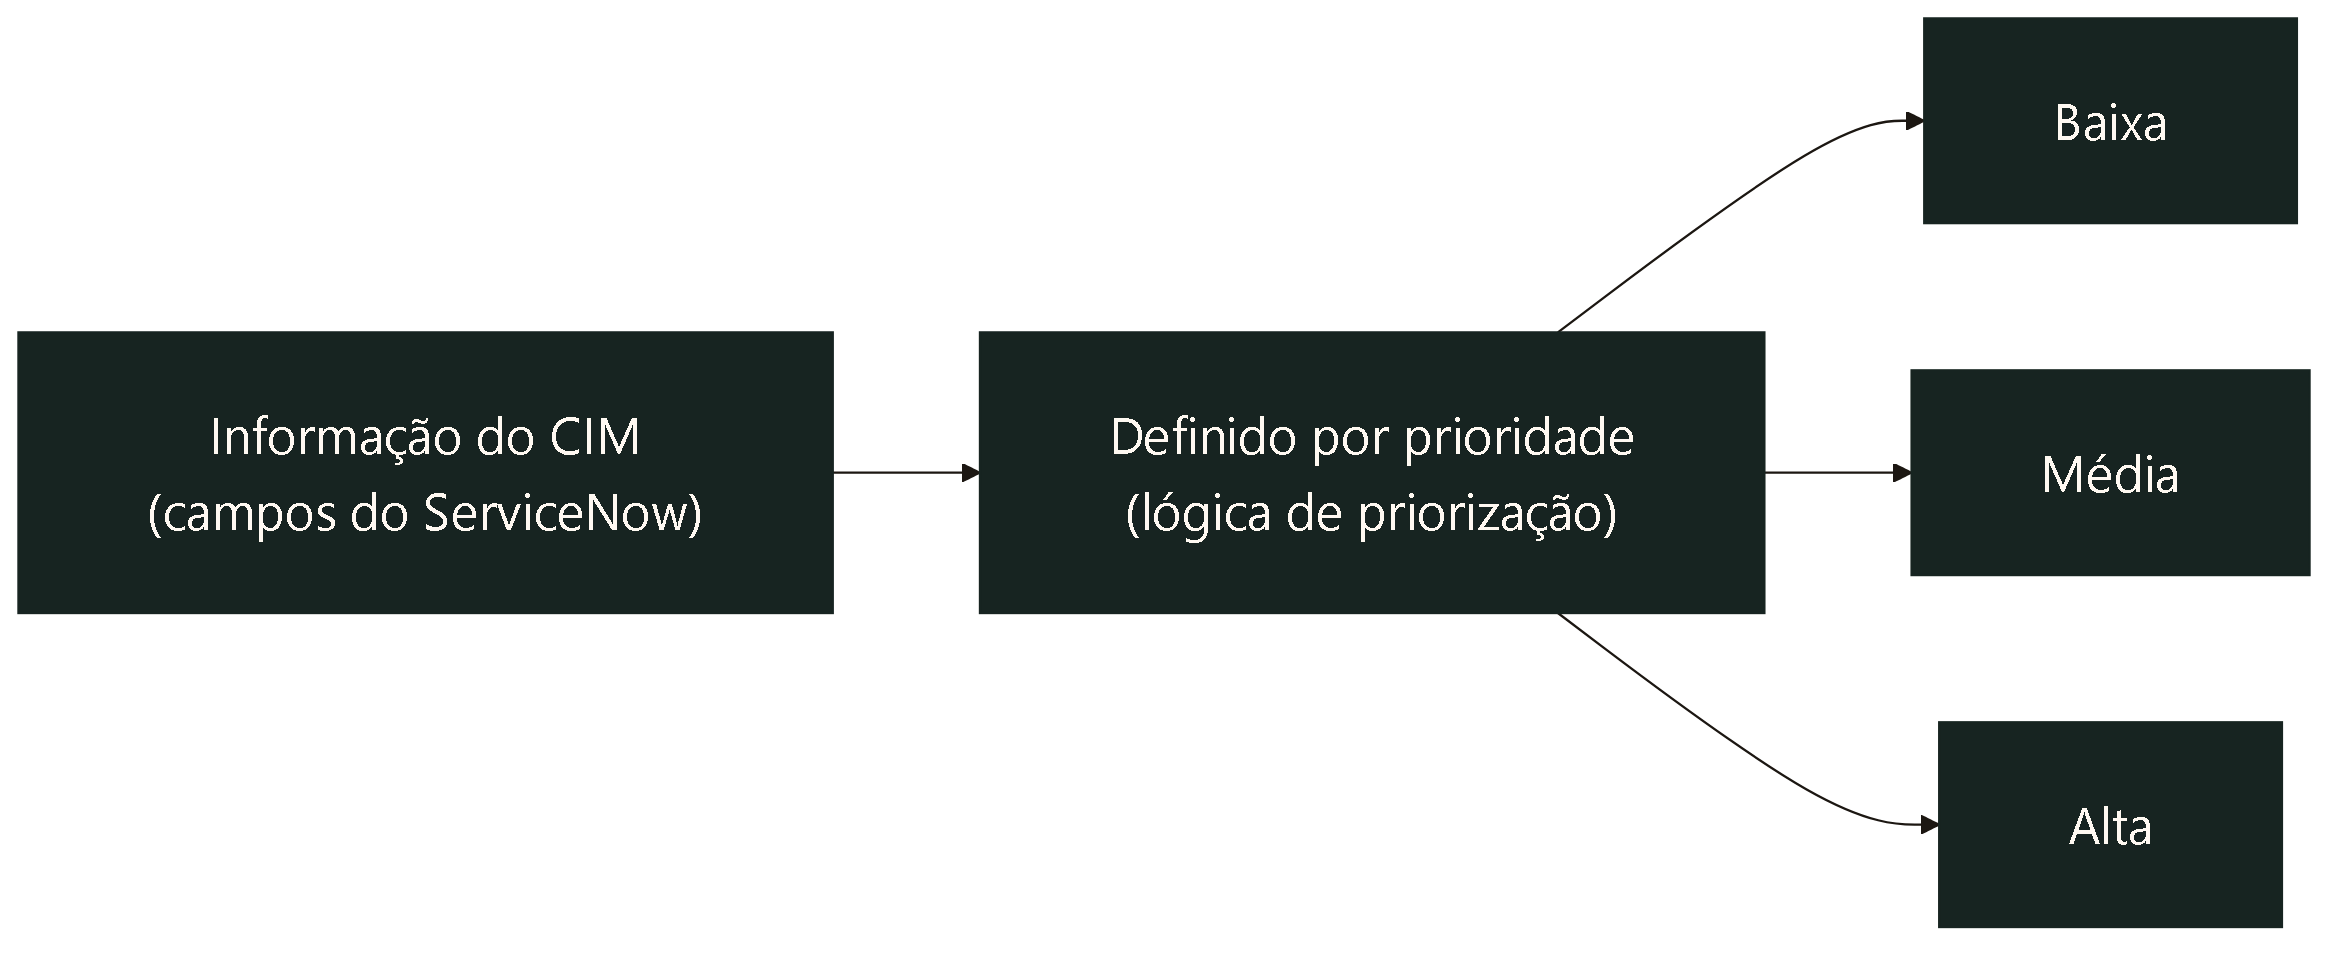 Informação do CIM
(campos do ServiceNow)
Definido por prioridade
(lógica de priorização)
Baixa
Média
Alta